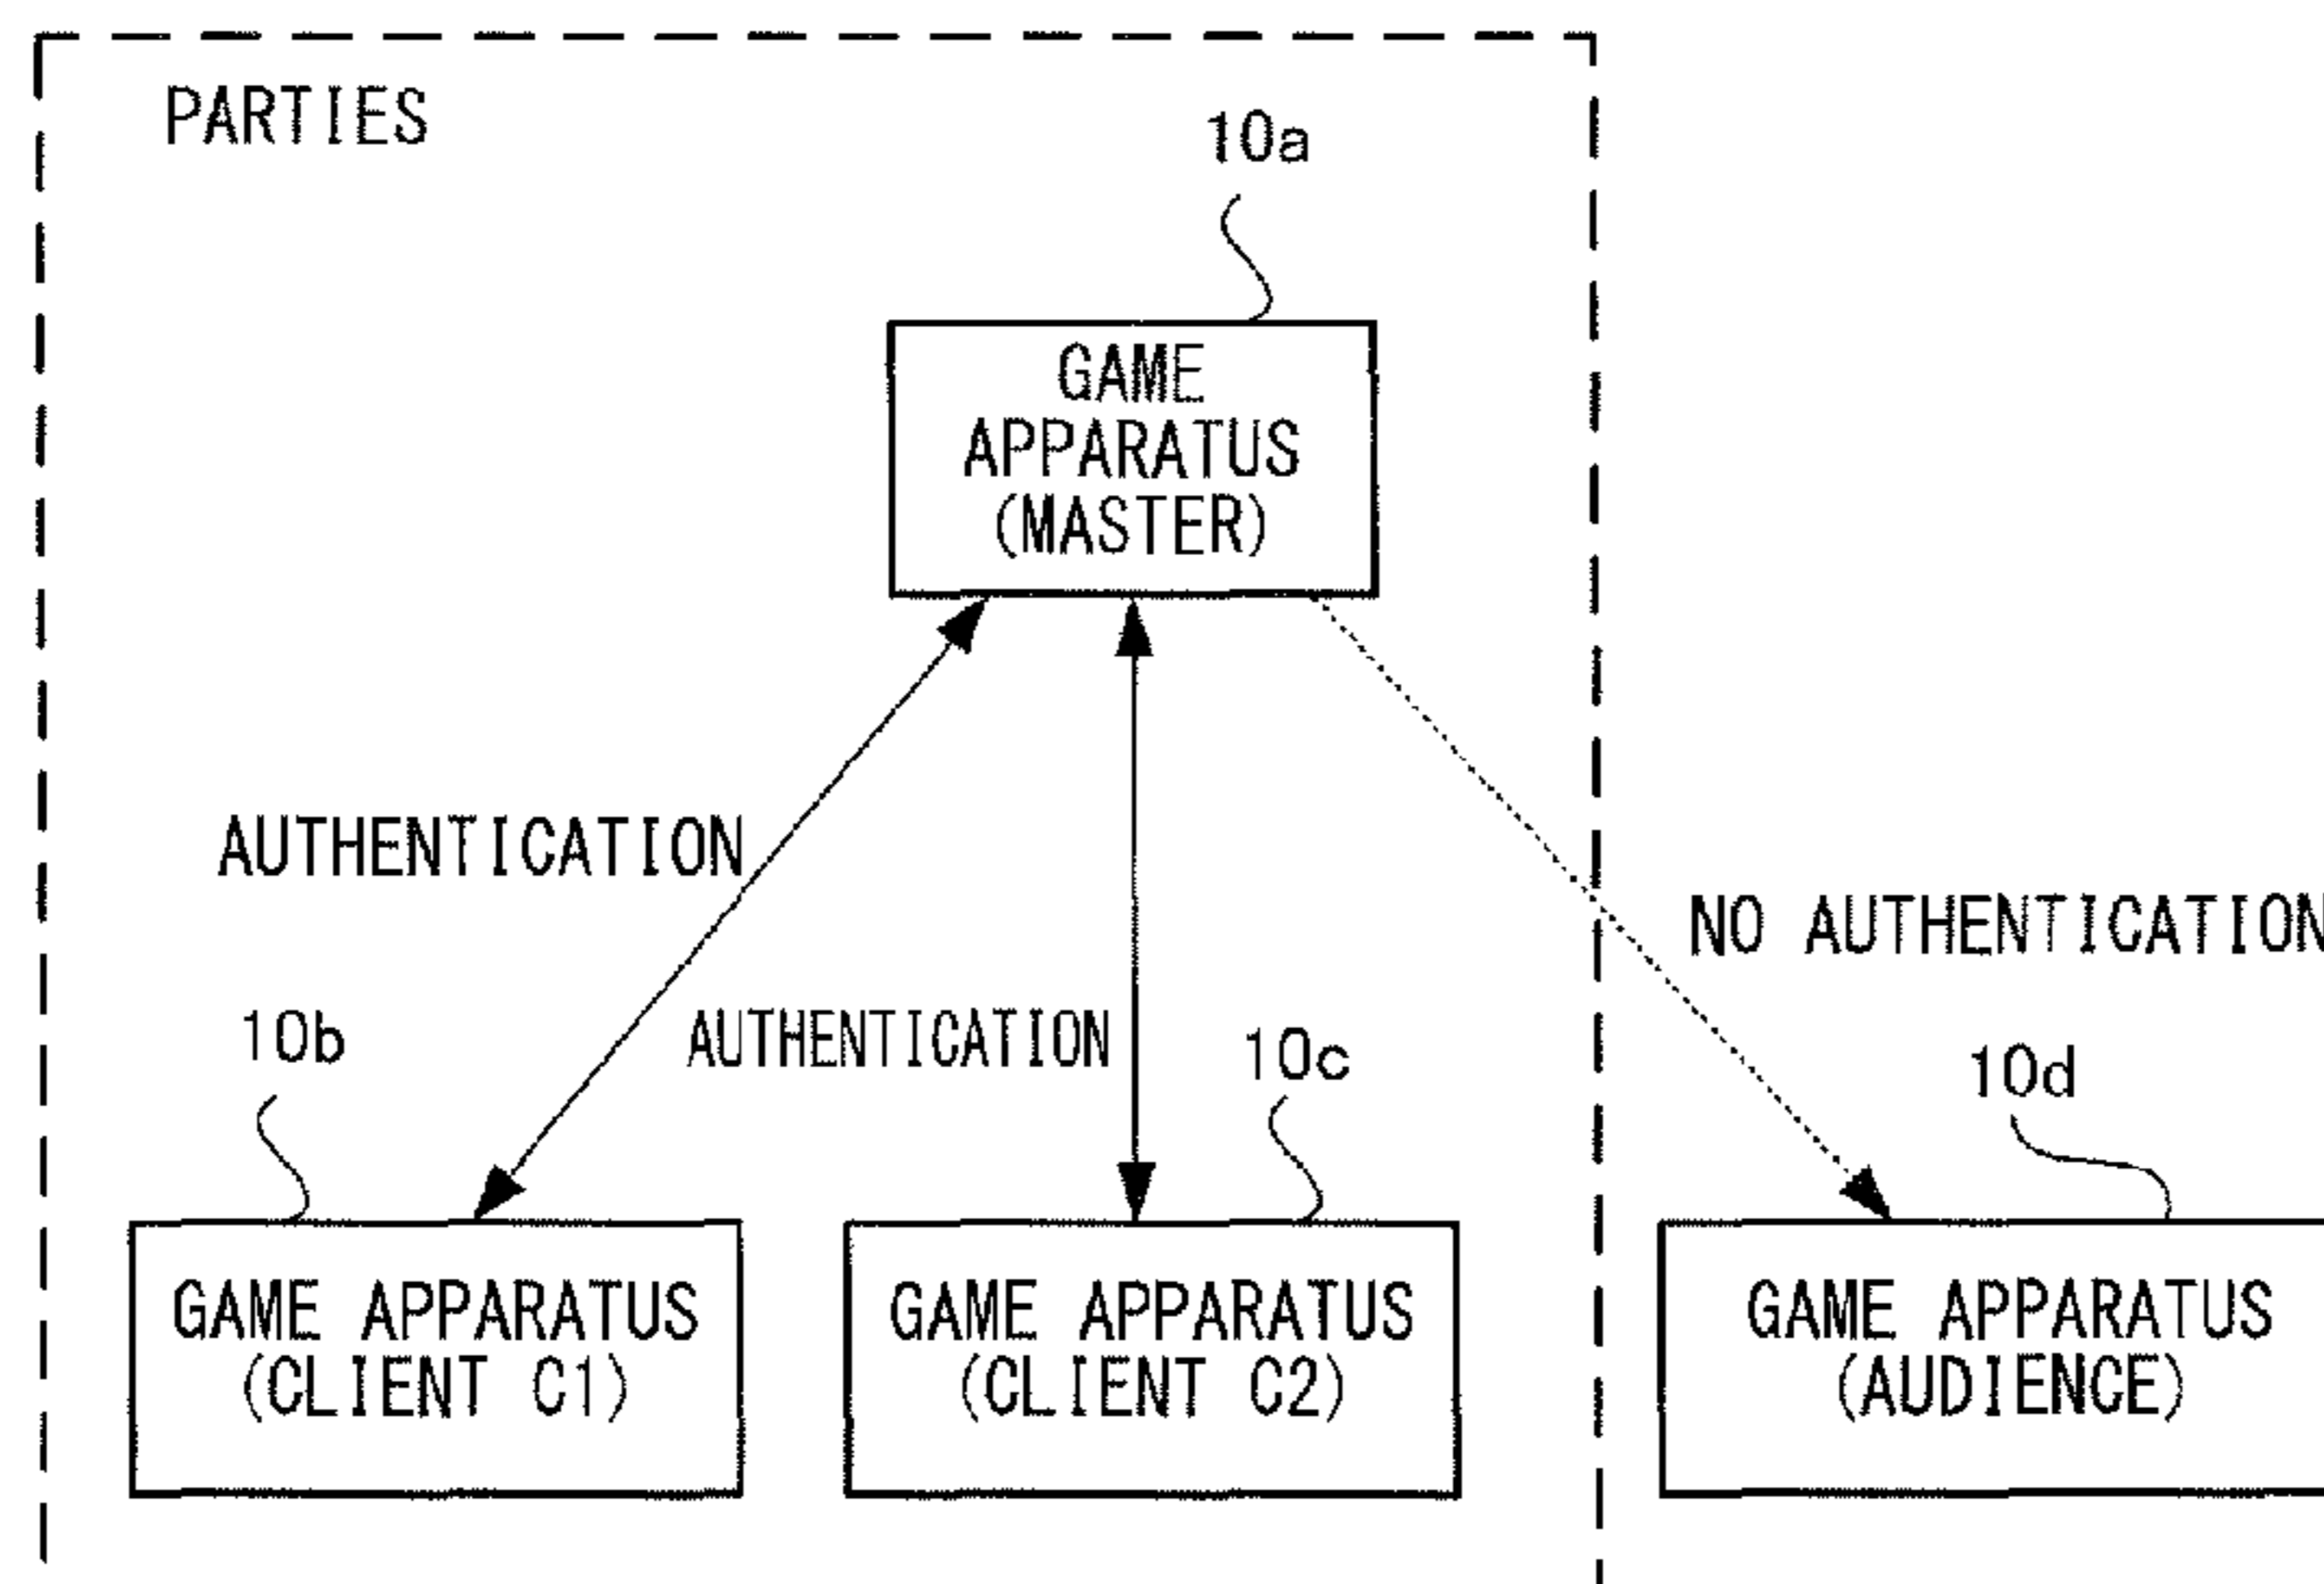 PARTIES
10a
GAME
APPARATUS
(MASTER)
AUTHENTICATION
NO AUTHENTICATION
10b
AUTHENTICATION
10c
10d
GAME APPARATUS
(CLIENT C1)
GAME APPARATUS
(CLIENT C2)
GAME APPARATUS
(AUDIENCE)